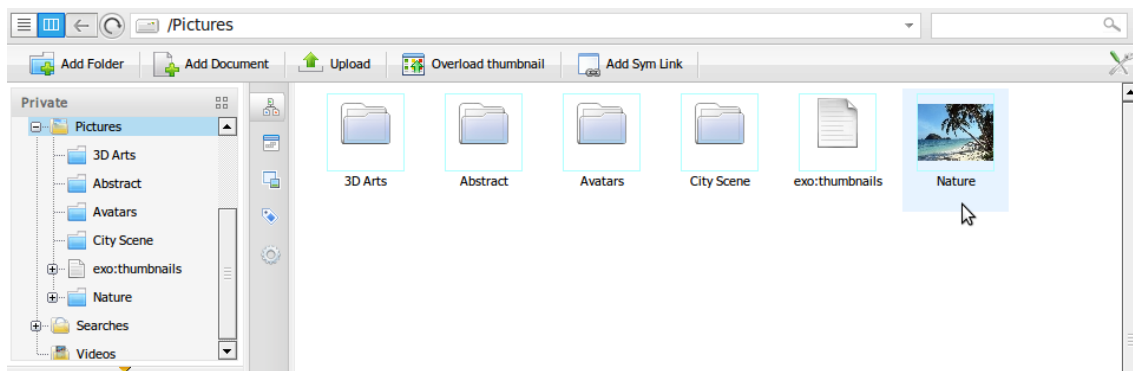 /Pictures
Add Folder
Add Document
Upload
Overload thumbnail
Add Sym Link
Private
Pictures
3D Arts
Abstract
Avatars
City Scene
exo:thumbnails
Nature
Searches
Videos
3D Arts
Abstract
Avatars
City Scene
exo:thumbnails
Nature